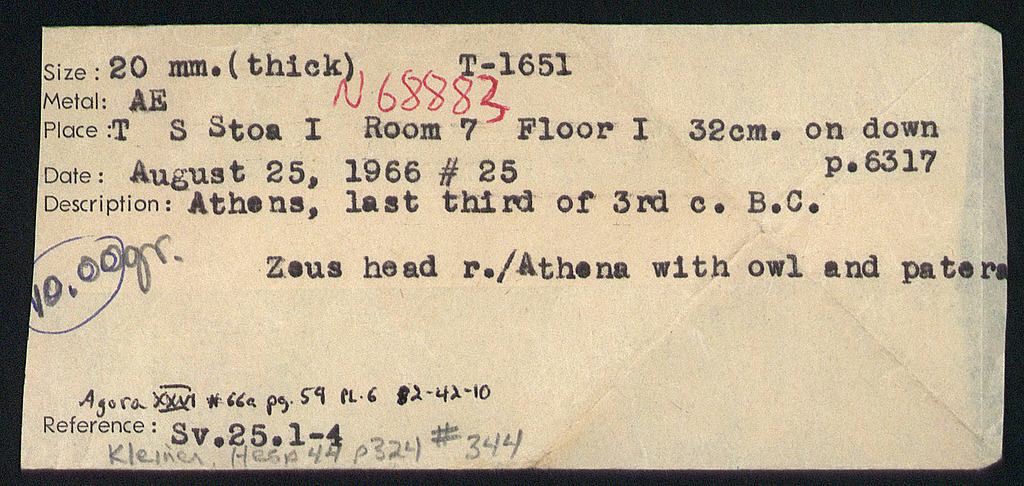 Size: 20 mm.(thick) T-1651
Metal: AE N68883
Place:T S Stoa I Room 7 Floor I 32cm. on down
p.6317
Date: August 25, 1966 # 25
Description: Athens, last third of 3rd c. B.C.
10.00gr.
Zeus head r./Athena with owl and patera
Agora XXVI #66a pg. 59 PL.6 82-42-10
Reference: Sv.25.1-4
Kleiner, Hesp 44 p324 #344